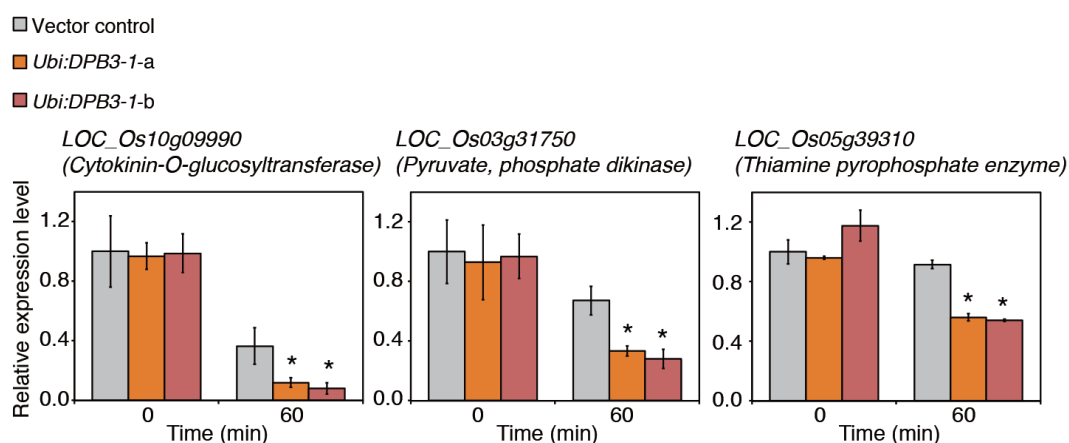 Vector control
Ubi:DPB3-1-a
Ubi:DPB3-1-b
LOC_Os10g09990
(Cytokinin-O-glucosyltransferase)
LOC_Os03g31750
(Pyruvate, phosphate dikinase)
LOC_Os05g39310
(Thiamine pyrophosphate enzyme)
Relative expression level
1.2
0.8
0.4
0.0
* *
0 60
Time (min)
1.2
0.8
0.4
0.0
* *
0 60
Time (min)
1.2
0.8
0.4
0.0
* *
0 60
Time (min)